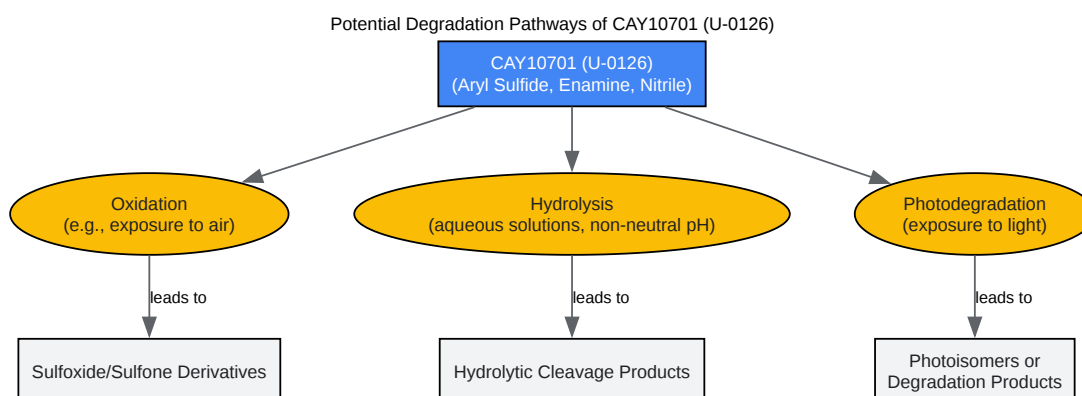 Potential Degradation Pathways of CAY10701 (U-0126)
CAY10701 (U-0126)
(Aryl Sulfide, Enamine, Nitrile)
Oxidation
(e.g., exposure to air)
Hydrolysis
(aqueous solutions, non-neutral pH)
Photodegradation
(exposure to light)
leads to
leads to
leads to
Sulfoxide/Sulfone Derivatives
Hydrolytic Cleavage Products
Photoisomers or
Degradation Products